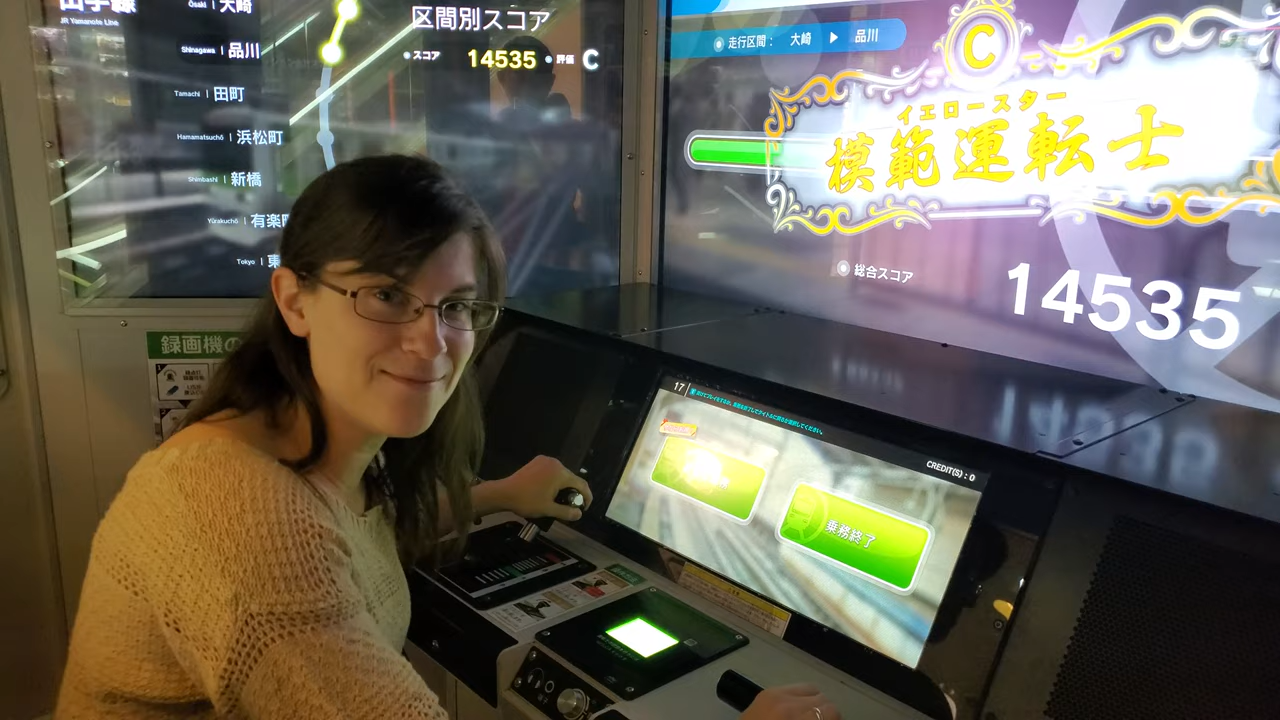 山手線
JR Yamanote Line
Ōsaki | 大崎
Shinagawa | 品川
Tamachi | 田町
Hamamatsuchō | 浜松町
Shimbashi | 新橋
Yūrakuchō | 有楽
Tokyo | 東
区間別スコア
スコア 14535 評価 C
走行区間： 大崎 ▶ 品川
C
イエロースター
模範運転士
総合スコア
14535
録画機の
17
CREDIT(S) : 0
乗務終了